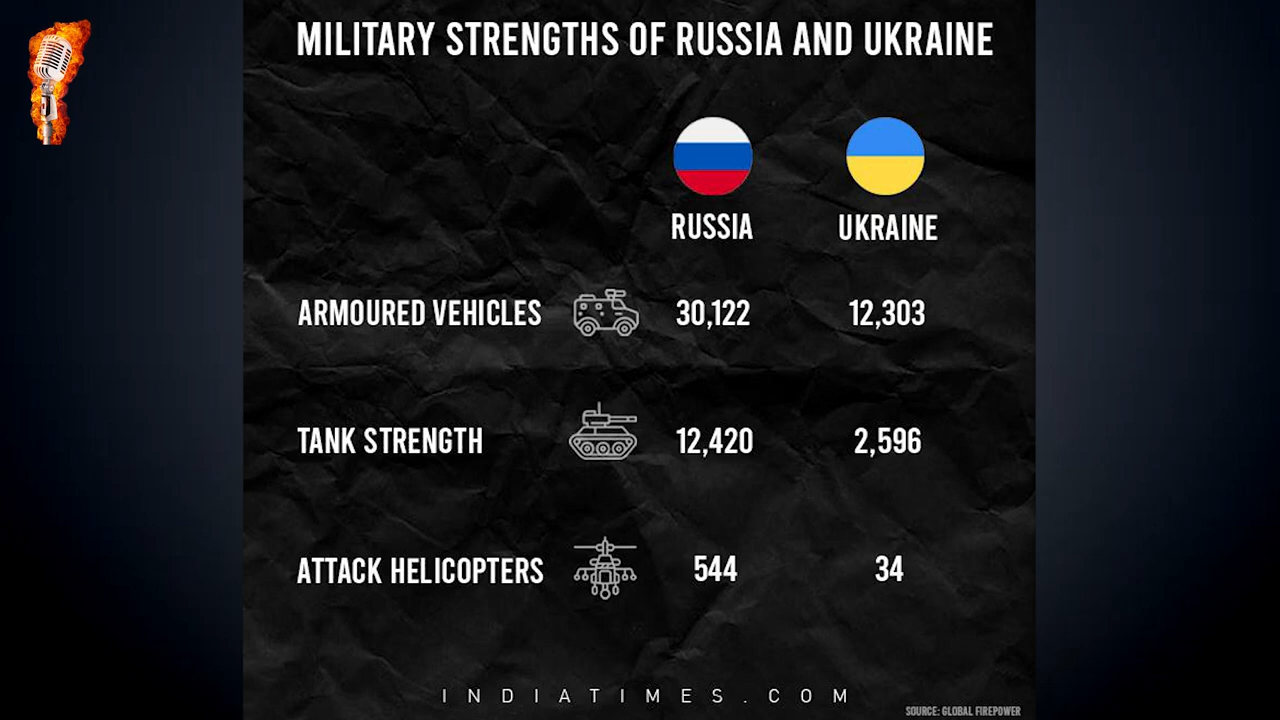 MILITARY STRENGTHS OF RUSSIA AND UKRAINE
RUSSIA UKRAINE
ARMOURED VEHICLES 30,122 12,303
TANK STRENGTH 12,420 2,596
ATTACK HELICOPTERS 544 34
INDIATIMES.COM
SOURCE: GLOBAL FIREPOWER